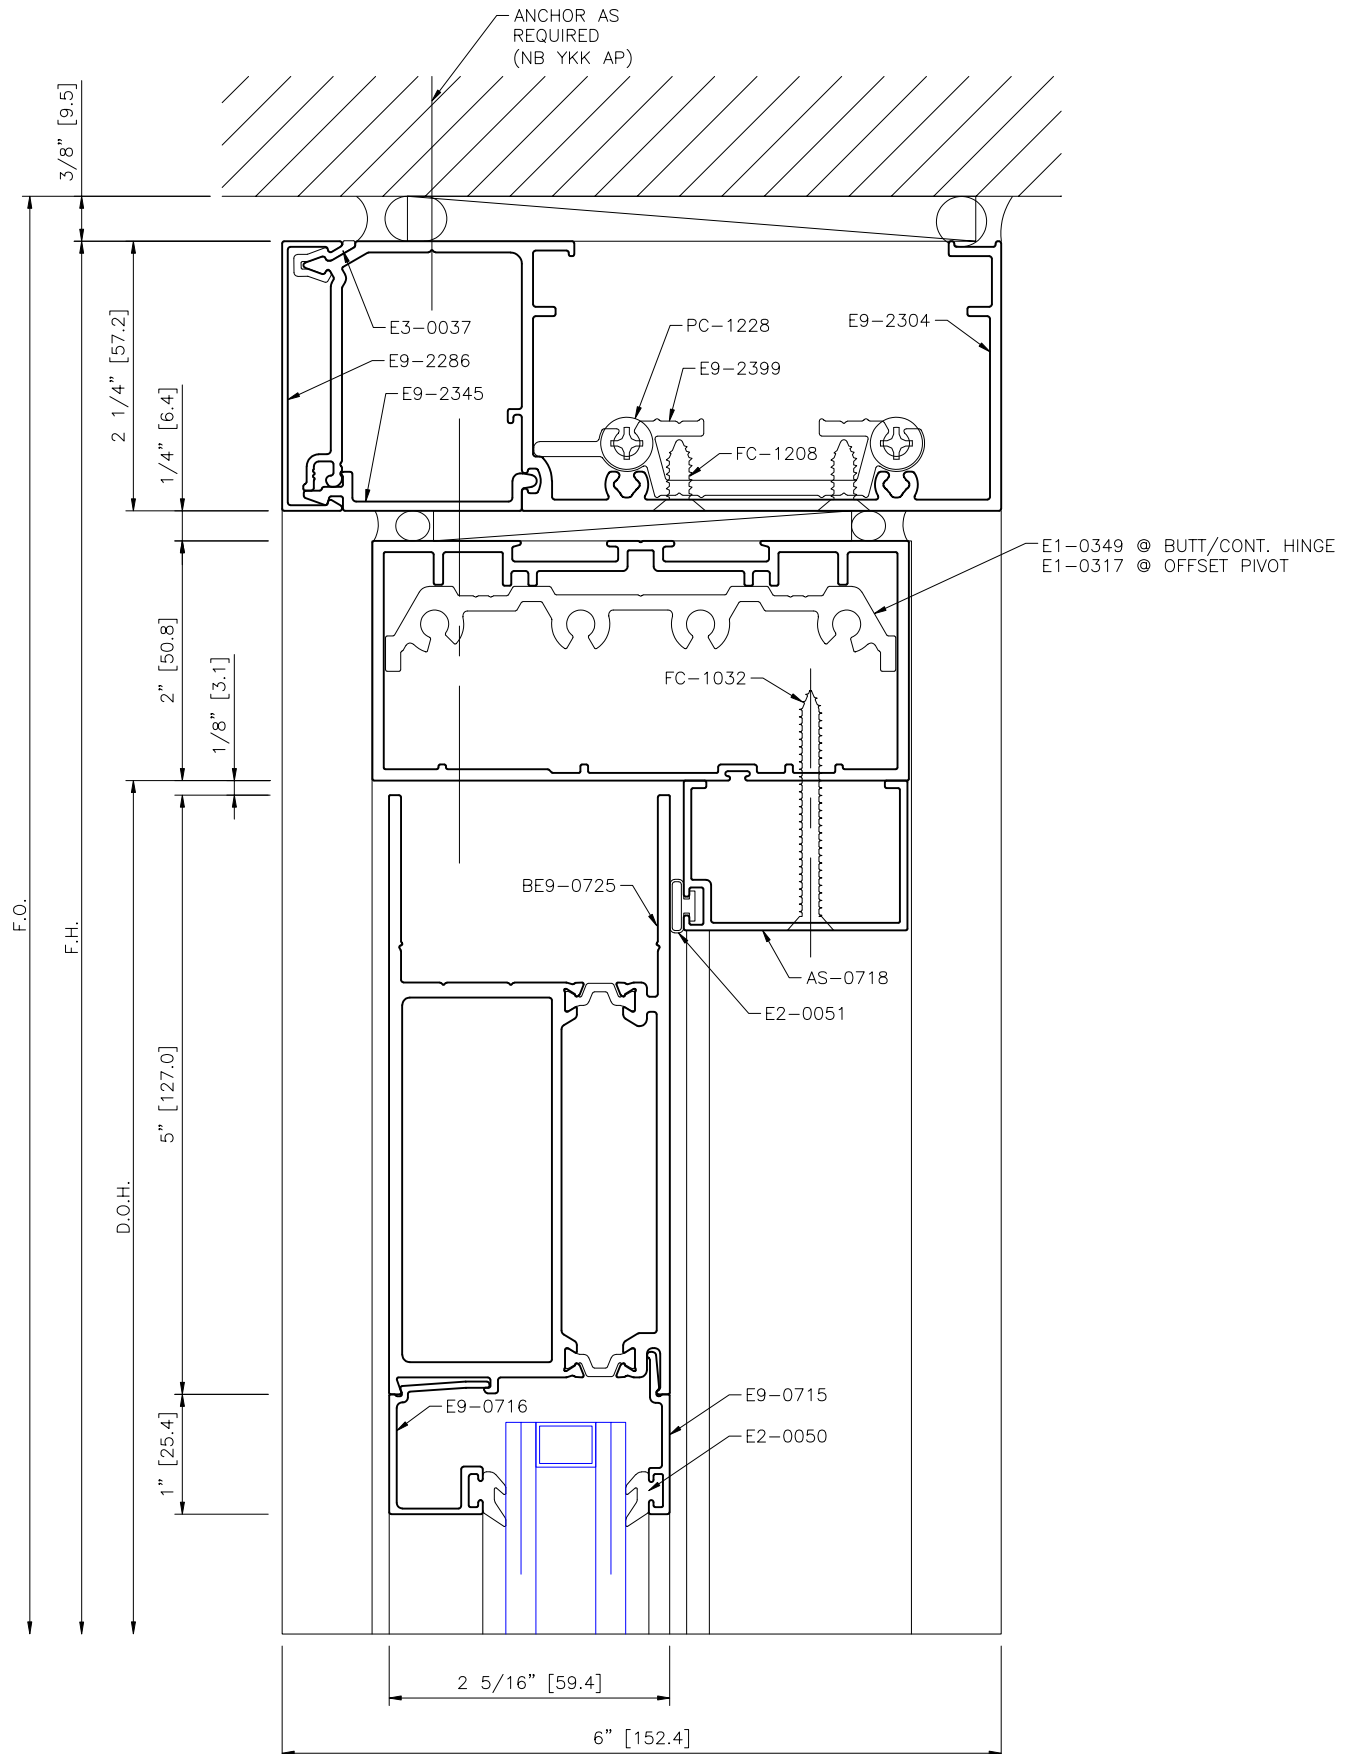 ANCHOR AS
REQUIRED
(NB YKK AP)
3/8" [9.5]
E3-0037
PC-1228
E9-2304
E9-2286
E9-2399
2 1/4" [57.2]
E9-2345
1/4" [6.4]
FC-1208
E1-0349 @ BUTT/CONT. HINGE
E1-0317 @ OFFSET PIVOT
2" [50.8]
1/8" [3.1]
FC-1032
BE9-0725
F.O.
F.H.
AS-0718
E2-0051
5" [127.0]
D.O.H.
E9-0716
E9-0715
E2-0050
1" [25.4]
2 5/16" [59.4]
6" [152.4]